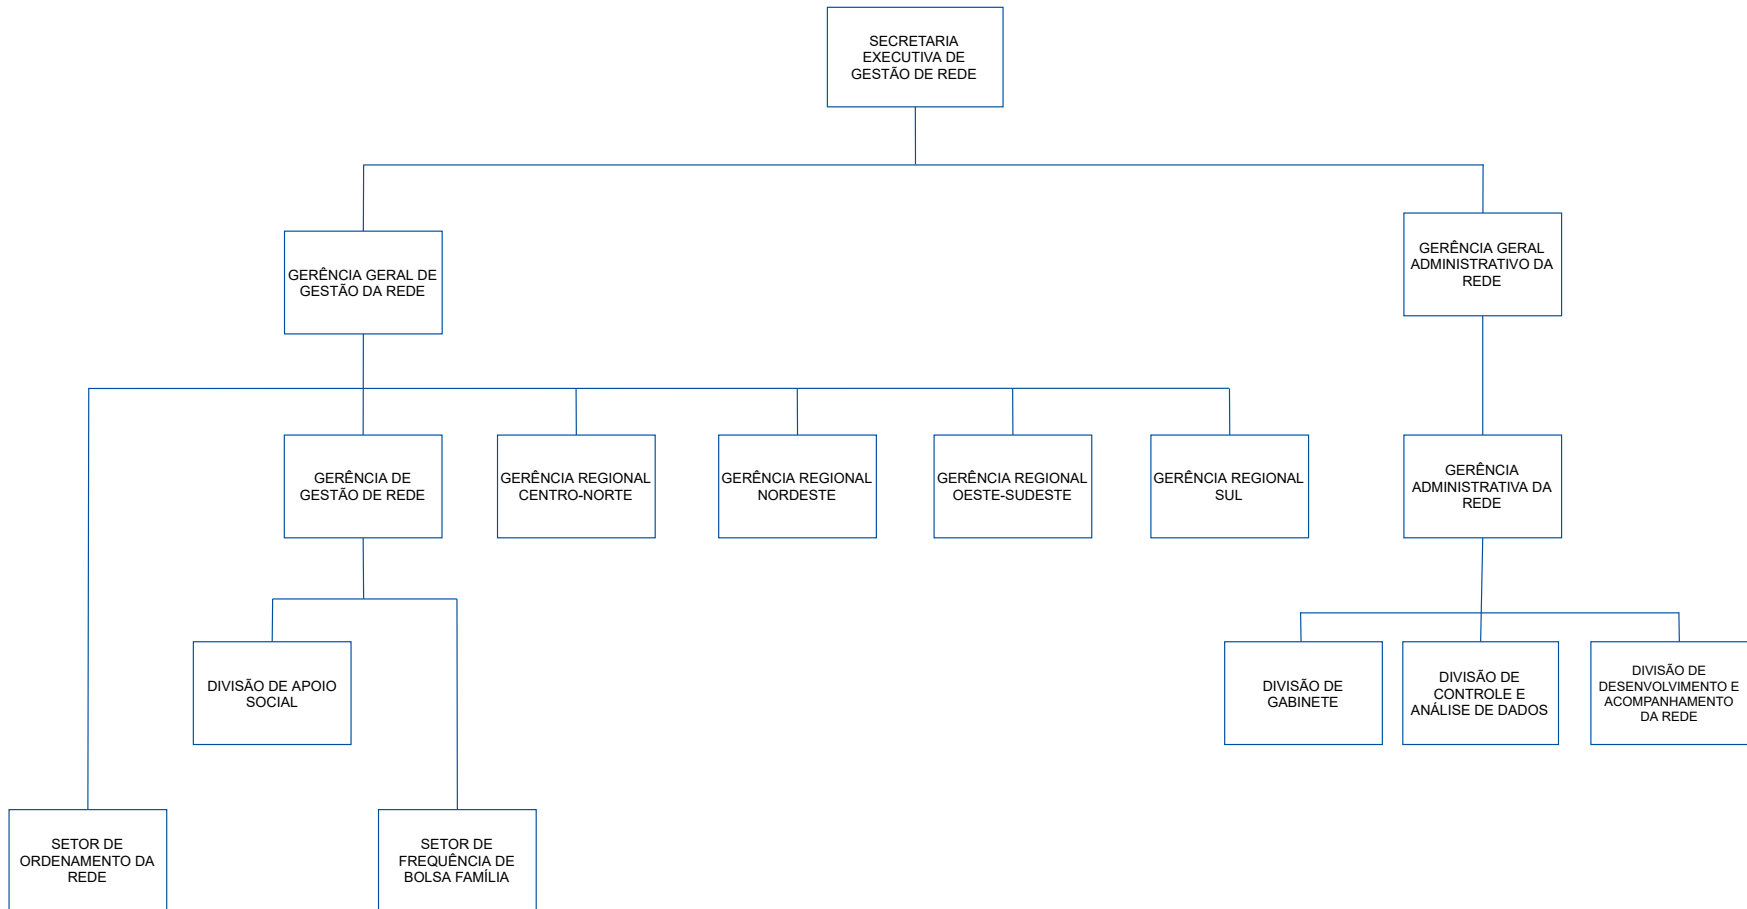 SECRETARIA
EXECUTIVA DE
GESTÃO DE REDE
GERÊNCIA GERAL DE
GESTÃO DA REDE
GERÊNCIA GERAL
ADMINISTRATIVO DA
REDE
GERÊNCIA DE
GESTÃO DE REDE
GERÊNCIA REGIONAL
CENTRO-NORTE
GERÊNCIA REGIONAL
NORDESTE
GERÊNCIA REGIONAL
OESTE-SUDESTE
GERÊNCIA REGIONAL
SUL
GERÊNCIA
ADMINISTRATIVA DA
REDE
DIVISÃO DE APOIO
SOCIAL
DIVISÃO DE
GABINETE
DIVISÃO DE
CONTROLE E
ANÁLISE DE DADOS
DIVISÃO DE
DESENVOLVIMENTO E
ACOMPANHAMENTO
DA REDE
SETOR DE
ORDENAMENTO DA
REDE
SETOR DE
FREQUÊNCIA DE
BOLSA FAMÍLIA